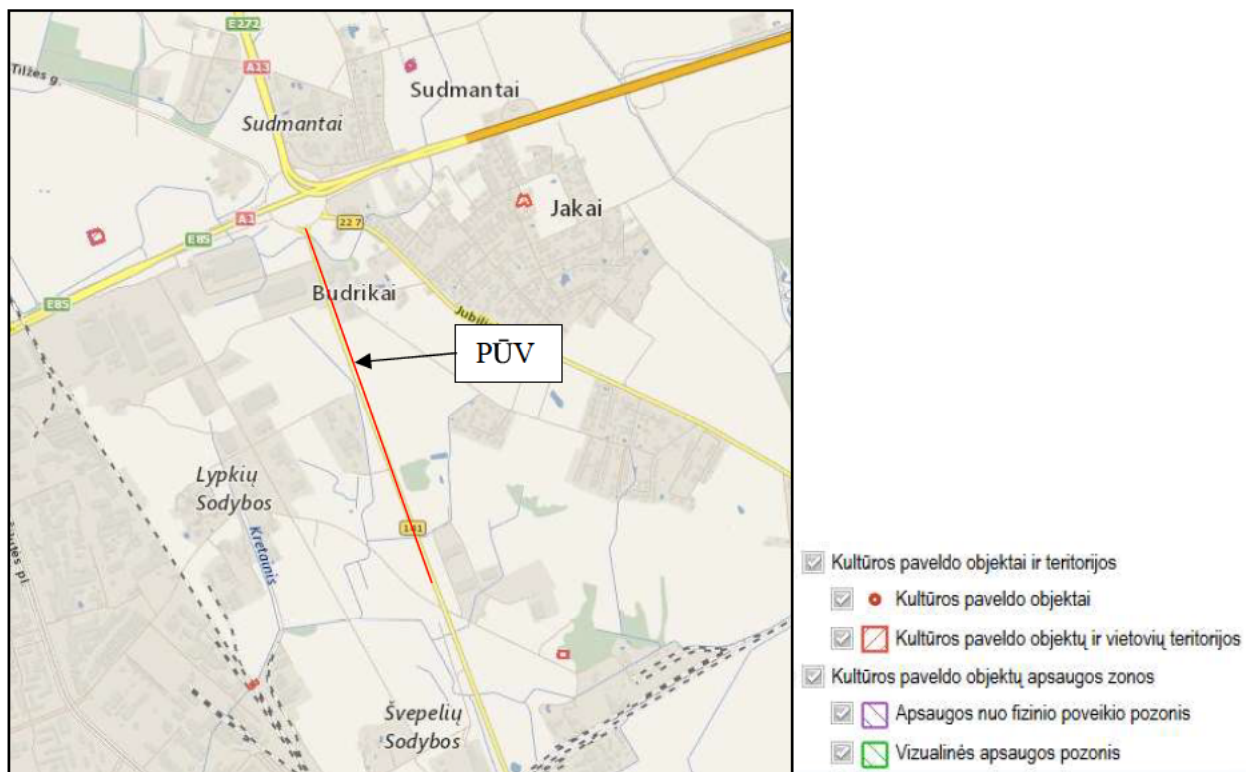 E272
A13
Tilžės g.
Sudmantai
Sudmantai
Jakai
A1
22 7
E85
Budrikai
E85
PŪV
Lypkių
Sodybos
Kretainis
141
Švepelių
Sodybos
Kultūros paveldo objektai ir teritorijos
Kultūros paveldo objektai
Kultūros paveldo objektų ir vietovių teritorijos
Kultūros paveldo objektų apsaugos zonos
Apsaugos nuo fizinio poveikio pozonis
Vizualinės apsaugos pozonis